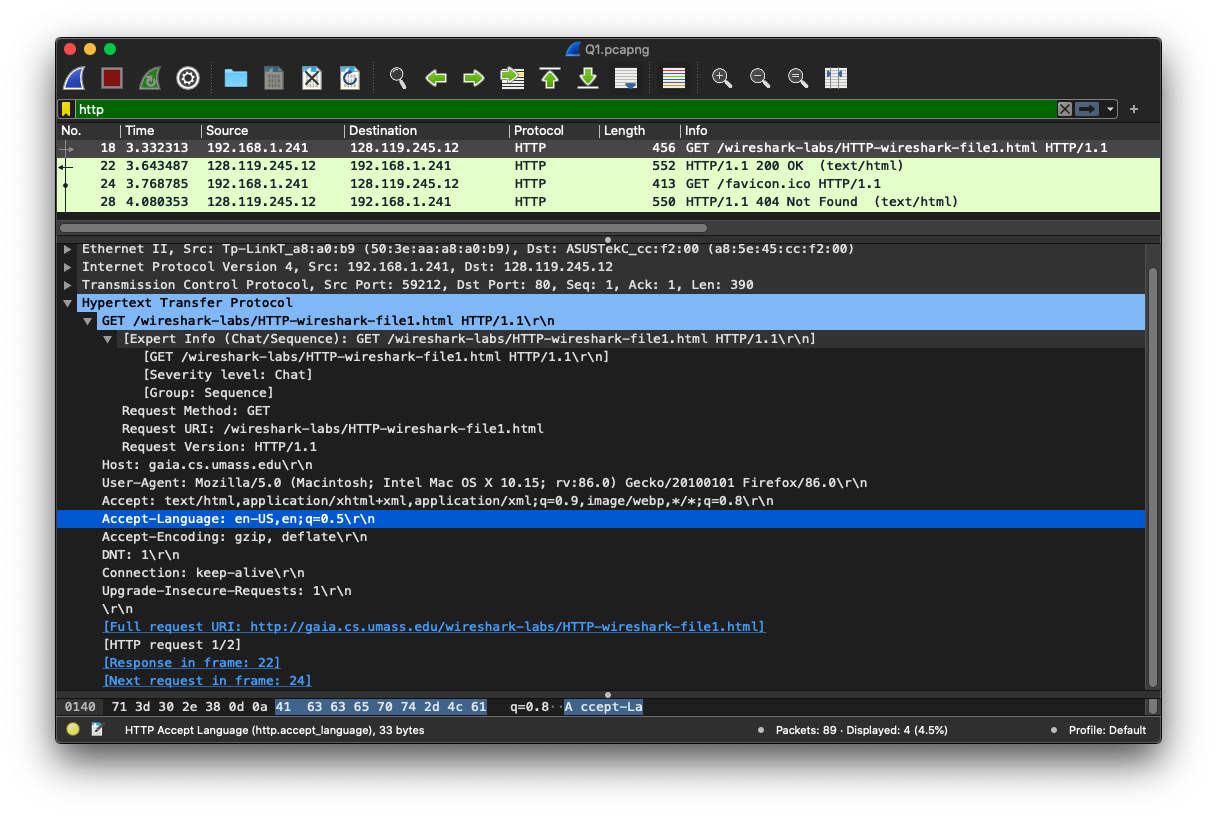 Q1.pcapng
http
+
No. Time Source Destination Protocol Length Info
18 3.332313 192.168.1.241 128.119.245.12 HTTP 456 GET /wireshark-labs/HTTP-wireshark-file1.html HTTP/1.1
22 3.643487 128.119.245.12 192.168.1.241 HTTP 552 HTTP/1.1 200 OK  (text/html)
24 3.768785 192.168.1.241 128.119.245.12 HTTP 413 GET /favicon.ico HTTP/1.1
28 4.080353 128.119.245.12 192.168.1.241 HTTP 550 HTTP/1.1 404 Not Found  (text/html)
Ethernet II, Src: Tp-LinkT_a8:a0:b9 (50:3e:aa:a8:a0:b9), Dst: ASUSTekC_cc:f2:00 (a8:5e:45:cc:f2:00)
Internet Protocol Version 4, Src: 192.168.1.241, Dst: 128.119.245.12
Transmission Control Protocol, Src Port: 59212, Dst Port: 80, Seq: 1, Ack: 1, Len: 390
Hypertext Transfer Protocol
GET /wireshark-labs/HTTP-wireshark-file1.html HTTP/1.1\r\n
[Expert Info (Chat/Sequence): GET /wireshark-labs/HTTP-wireshark-file1.html HTTP/1.1\r\n]
[GET /wireshark-labs/HTTP-wireshark-file1.html HTTP/1.1\r\n]
[Severity level: Chat]
[Group: Sequence]
Request Method: GET
Request URI: /wireshark-labs/HTTP-wireshark-file1.html
Request Version: HTTP/1.1
Host: gaia.cs.umass.edu\r\n
User-Agent: Mozilla/5.0 (Macintosh; Intel Mac OS X 10.15; rv:86.0) Gecko/20100101 Firefox/86.0\r\n
Accept: text/html,application/xhtml+xml,application/xml;q=0.9,image/webp,*/*;q=0.8\r\n
Accept-Language: en-US,en;q=0.5\r\n
Accept-Encoding: gzip, deflate\r\n
DNT: 1\r\n
Connection: keep-alive\r\n
Upgrade-Insecure-Requests: 1\r\n
\r\n
[Full request URI: http://gaia.cs.umass.edu/wireshark-labs/HTTP-wireshark-file1.html]
[HTTP request 1/2]
[Response in frame: 22]
[Next request in frame: 24]
0140 71 3d 30 2e 38 0d 0a 41 63 63 65 70 74 2d 4c 61 q=0.8··A ccept-La
HTTP Accept Language (http.accept_language), 33 bytes Packets: 89 · Displayed: 4 (4.5%) Profile: Default